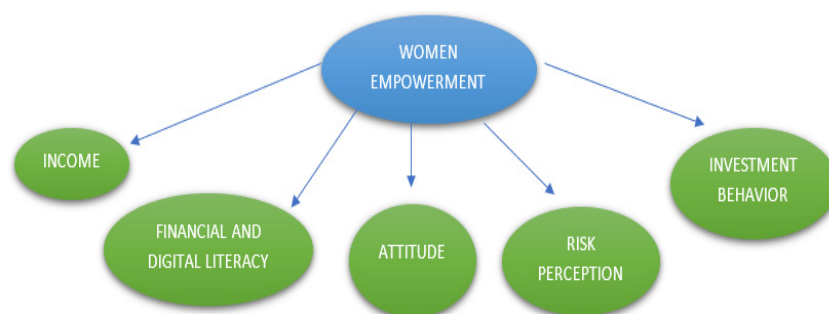 WOMEN
EMPOWERMENT
INCOME
FINANCIAL AND
DIGITAL LITERACY
ATTITUDE
RISK
PERCEPTION
INVESTMENT
BEHAVIOR